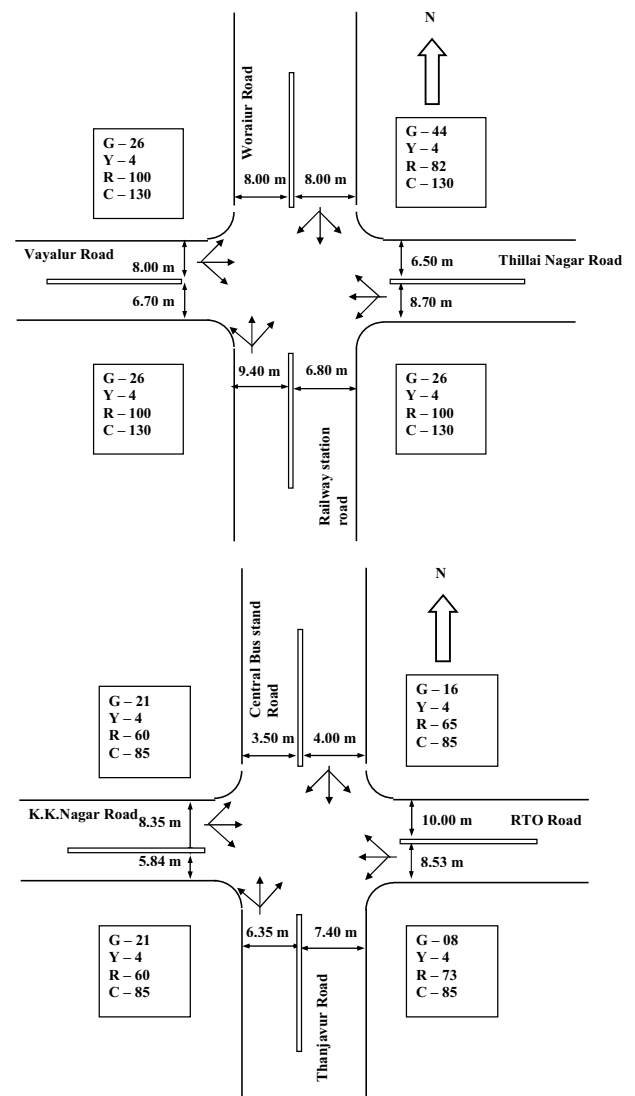 N
Woraiur Road
G – 26
Y – 4
R – 100
C – 130
G – 44
Y – 4
R – 82
C – 130
8.00 m
8.00 m
Vayalur Road
8.00 m
6.70 m
6.50 m
Thillai Nagar Road
8.70 m
G – 26
Y – 4
R – 100
C – 130
9.40 m
6.80 m
G – 26
Y – 4
R – 100
C – 130
Railway station
road
N
Central Bus stand
Road
G – 21
Y – 4
R – 60
C – 85
G – 16
Y – 4
R – 65
C – 85
3.50 m
4.00 m
K.K.Nagar Road
8.35 m
5.84 m
10.00 m
RTO Road
8.53 m
G – 21
Y – 4
R – 60
C – 85
6.35 m
7.40 m
G – 08
Y – 4
R – 73
C – 85
Thanjavur Road